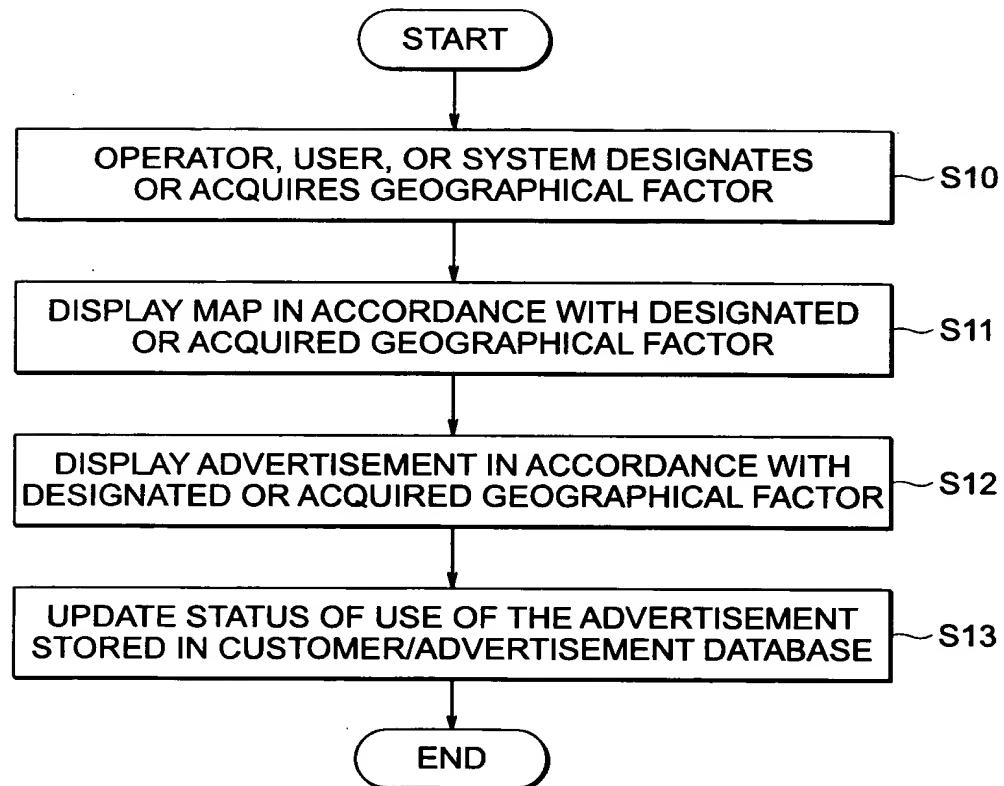 START
OPERATOR, USER, OR SYSTEM DESIGNATES
OR ACQUIRES GEOGRAPHICAL FACTOR
S10
DISPLAY MAP IN ACCORDANCE WITH DESIGNATED
OR ACQUIRED GEOGRAPHICAL FACTOR
S11
DISPLAY ADVERTISEMENT IN ACCORDANCE WITH
DESIGNATED OR ACQUIRED GEOGRAPHICAL FACTOR
S12
UPDATE STATUS OF USE OF THE ADVERTISEMENT
STORED IN CUSTOMER/ADVERTISEMENT DATABASE
S13
END